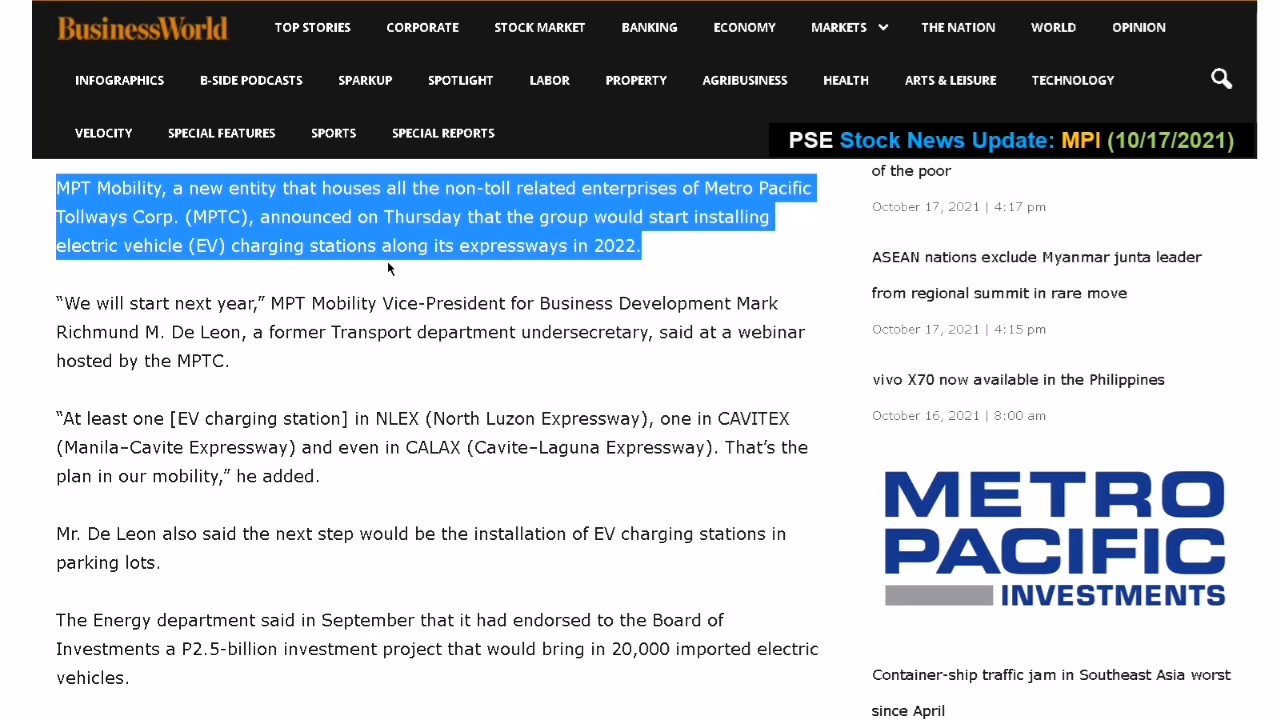 BusinessWorld
TOP STORIES CORPORATE STOCK MARKET BANKING ECONOMY MARKETS THE NATION WORLD OPINION
INFOGRAPHICS B-SIDE PODCASTS SPARKUP SPOTLIGHT LABOR PROPERTY AGRIBUSINESS HEALTH ARTS & LEISURE TECHNOLOGY
VELOCITY SPECIAL FEATURES SPORTS SPECIAL REPORTS
PSE Stock News Update: MPI (10/17/2021)
MPT Mobility, a new entity that houses all the non-toll related enterprises of Metro Pacific
Tollways Corp. (MPTC), announced on Thursday that the group would start installing
electric vehicle (EV) charging stations along its expressways in 2022.
“We will start next year,” MPT Mobility Vice-President for Business Development Mark
Richmund M. De Leon, a former Transport department undersecretary, said at a webinar
hosted by the MPTC.
“At least one [EV charging station] in NLEX (North Luzon Expressway), one in CAVITEX
(Manila–Cavite Expressway) and even in CALAX (Cavite–Laguna Expressway). That’s the
plan in our mobility,” he added.
Mr. De Leon also said the next step would be the installation of EV charging stations in
parking lots.
The Energy department said in September that it had endorsed to the Board of
Investments a P2.5-billion investment project that would bring in 20,000 imported electric
vehicles.
of the poor
October 17, 2021 | 4:17 pm
ASEAN nations exclude Myanmar junta leader
from regional summit in rare move
October 17, 2021 | 4:15 pm
vivo X70 now available in the Philippines
October 16, 2021 | 8:00 am
METRO
PACIFIC
INVESTMENTS
Container-ship traffic jam in Southeast Asia worst
since April